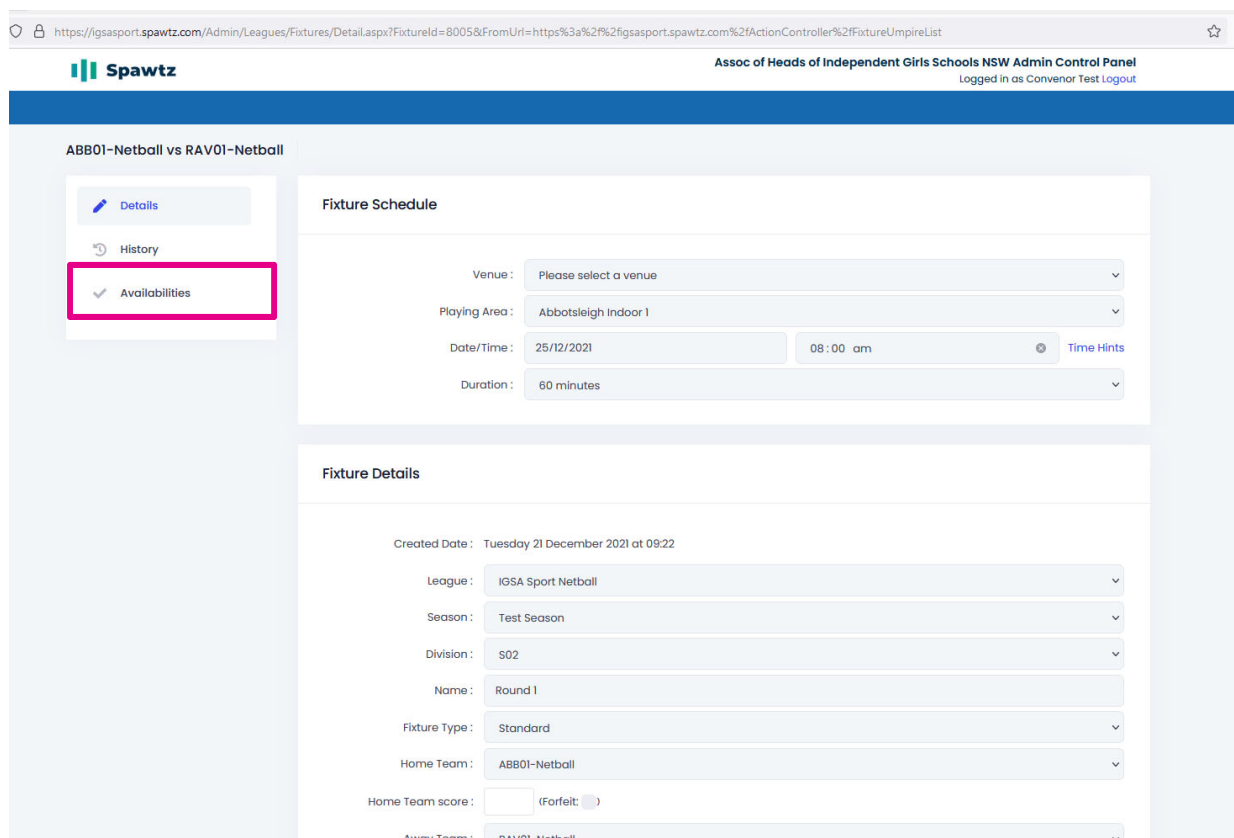 https://igsasport.spawtz.com/Admin/Leagues/Fixtures/Detail.aspx?FixtureId=8005&FromUrl=https%3a%2f%2figsasport.spawtz.com%2fActionController%2fFixtureUmpireList
Spawtz
Assoc of Heads of Independent Girls Schools NSW Admin Control Panel
Logged in as Convenor Test Logout
ABB01-Netball vs RAV01-Netball
Details
History
Availabilities
Fixture Schedule
Venue : Please select a venue
Playing Area : Abbotsleigh Indoor 1
Date/Time : 25/12/2021 08:00 am Time Hints
Duration : 60 minutes
Fixture Details
Created Date : Tuesday 21 December 2021 at 09:22
League : IGSA Sport Netball
Season : Test Season
Division : S02
Name : Round 1
Fixture Type : Standard
Home Team : ABB01-Netball
Home Team score : (Forfeit: )
Away Team : RAV01-Netball